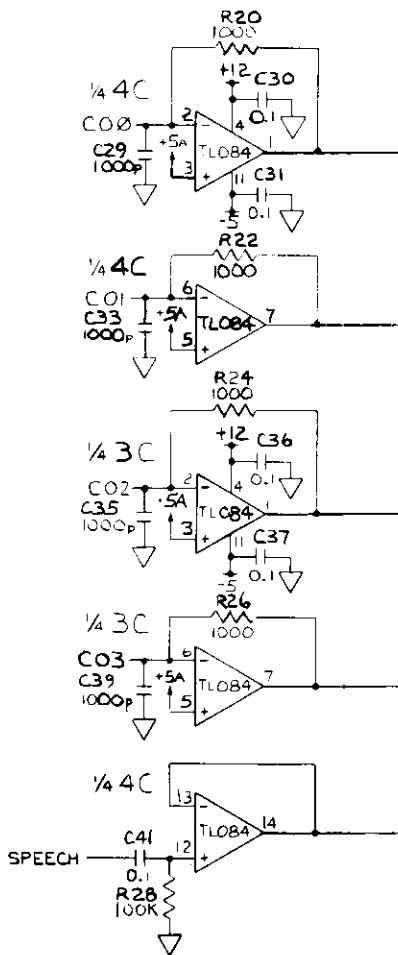 R20
1000
+12
C30
0.1
¼ 4C
COØ
2
-
4
1
C29
1000p
+5A
TL084
3
+
11
C31
0.1
-5
R22
1000
¼ 4C
CO1
6
-
C33
1000p
+5A
TL084
7
5
+
R24
1000
+12
C36
0.1
¼ 3C
CO2
2
-
4
1
C35
1000p
+5A
TL084
3
+
11
C37
0.1
-5
R26
1000
¼ 3C
CO3
6
-
C39
1000p
+5A
TL084
7
5
+
¼ 4C
13
-
TL084
14
C41
SPEECH
12
+
0.1
R28
100K